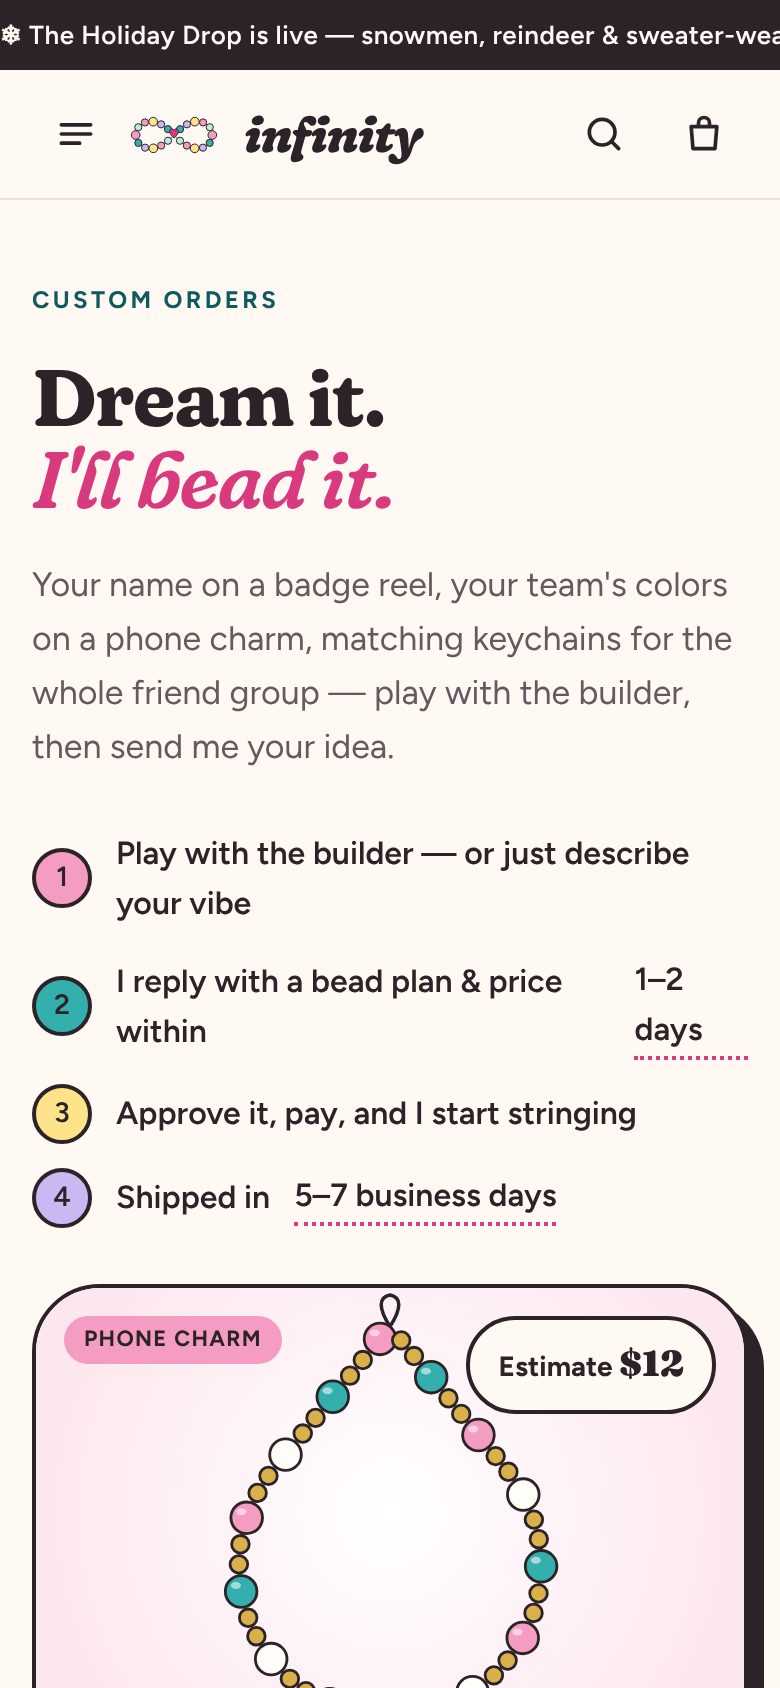 ❄ The Holiday Drop is live — snowmen, reindeer & sweater-wea
infinity
CUSTOM ORDERS
Dream it.
I'll bead it.
Your name on a badge reel, your team's colors
on a phone charm, matching keychains for the
whole friend group — play with the builder,
then send me your idea.
1 Play with the builder — or just describe
your vibe
2 I reply with a bead plan & price
within
1–2
days
3 Approve it, pay, and I start stringing
4 Shipped in 5–7 business days
PHONE CHARM
Estimate $12